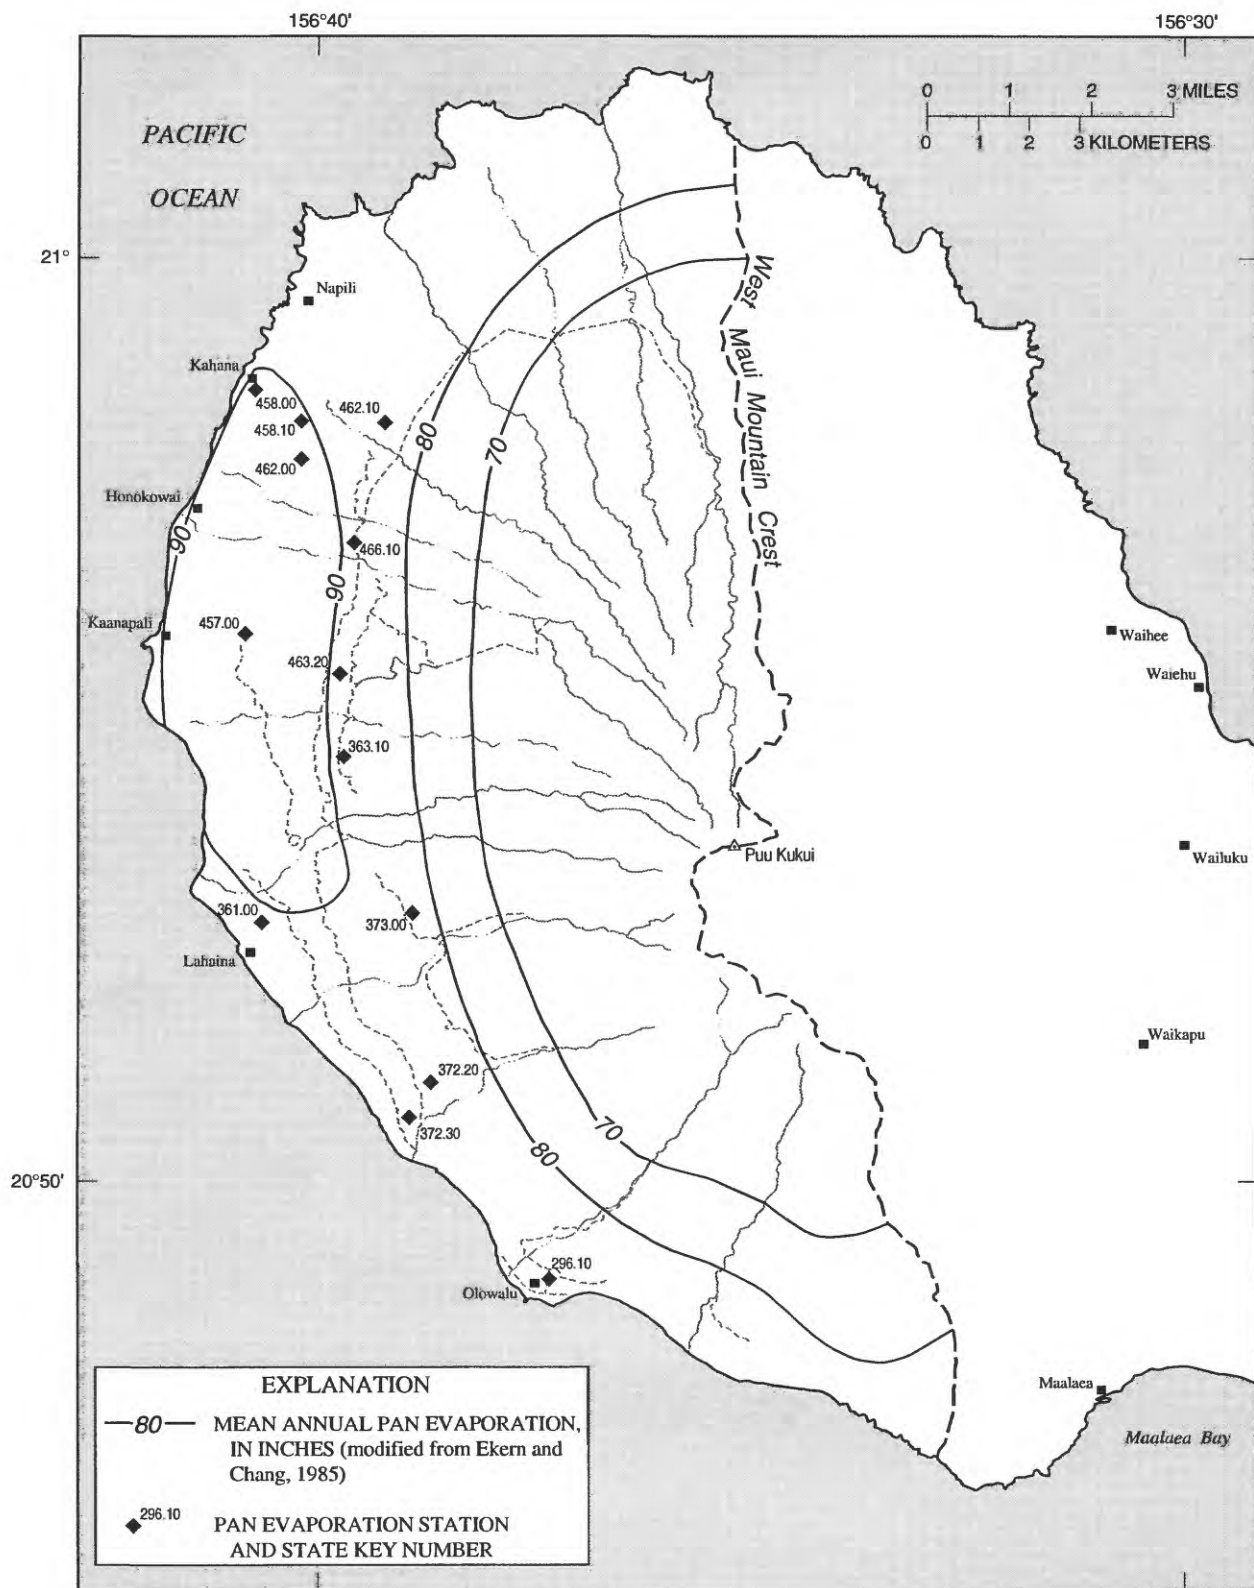 156°40'
156°30'
0 1 2 3 MILES
0 1 2 3 KILOMETERS
PACIFIC
OCEAN
21°
Napili
West Maui Mountain Crest
Kahana
458.00
462.10
458.10
80
70
462.00
Honokowai
90
466.10
90
Kaanapali
457.00
Waihee
463.20
Waiehu
363.10
Puu Kukui
Wailuku
361.00
373.00
Lahaina
Waikapu
372.20
372.30
70
80
20°50'
296.10
Olowalu
Maalaea
Maalaea Bay
EXPLANATION
80 MEAN ANNUAL PAN EVAPORATION,
IN INCHES (modified from Ekern and
Chang, 1985)
296.10 PAN EVAPORATION STATION
AND STATE KEY NUMBER